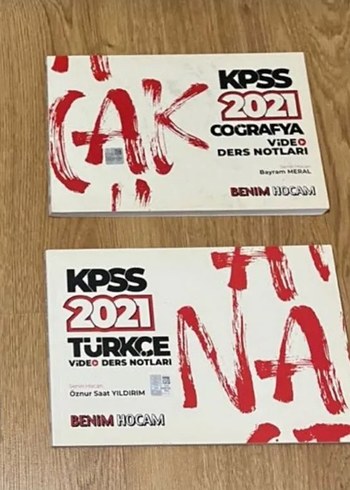 ÇAK
KPSS
2021
COĞRAFYA
VİDEO
DERS NOTLARI
Bayram MERAL
BENİM HOCAM
KPSS
2021
TÜRKÇE
VİDEO DERS NOTLARI
Öznur Saat YILDIRIM
BENİM HOCAM
NA